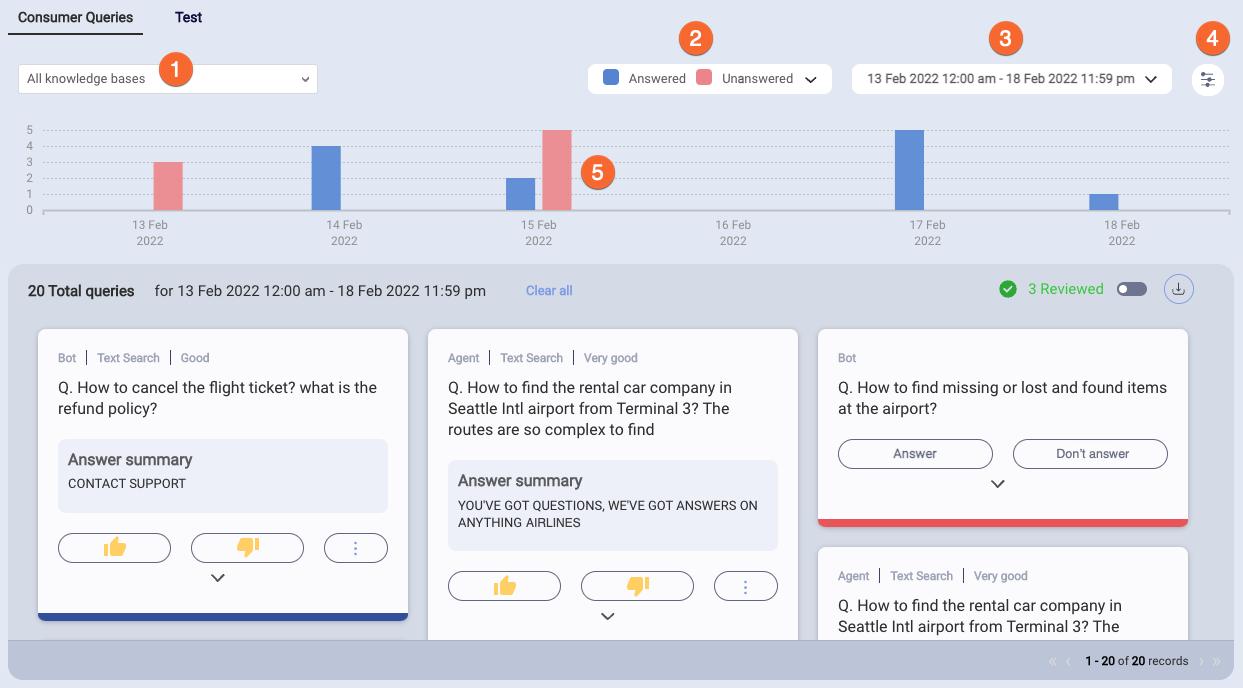 Consumer Queries
Test
1
2
3
4
All knowledge bases
Answered
Unanswered
13 Feb 2022 12:00 am - 18 Feb 2022 11:59 pm
5
4
3
2
1
0
5
13 Feb
2022
14 Feb
2022
15 Feb
2022
16 Feb
2022
17 Feb
2022
18 Feb
2022
20 Total queries for 13 Feb 2022 12:00 am - 18 Feb 2022 11:59 pm Clear all
3 Reviewed
Bot | Text Search | Good
Q. How to cancel the flight ticket? what is the
refund policy?
Answer summary
CONTACT SUPPORT
Agent | Text Search | Very good
Q. How to find the rental car company in
Seattle Intl airport from Terminal 3? The
routes are so complex to find
Answer summary
YOU'VE GOT QUESTIONS, WE'VE GOT ANSWERS ON
ANYTHING AIRLINES
Bot
Q. How to find missing or lost and found items
at the airport?
Answer
Don't answer
Agent | Text Search | Very good
Q. How to find the rental car company in
Seattle Intl airport from Terminal 3? The
« ‹ 1 - 20 of 20 records › »